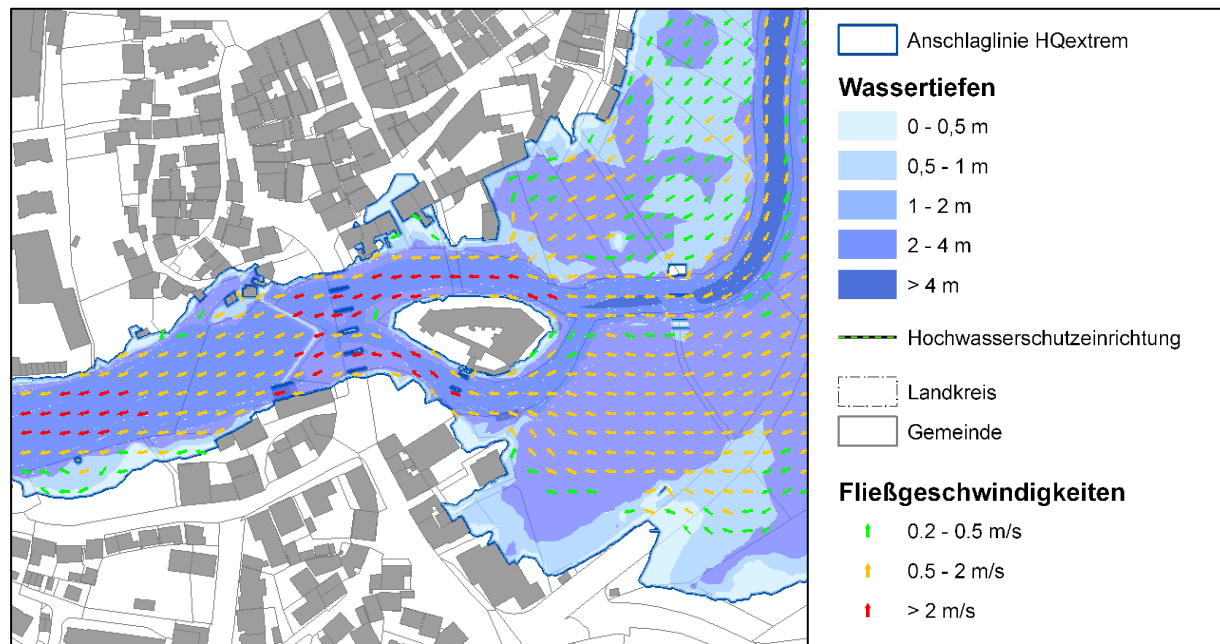 Anschlaglinie HQextrem
Wassertiefen
0 - 0,5 m
0,5 - 1 m
1 - 2 m
2 - 4 m
> 4 m
Hochwasserschutzeinrichtung
Landkreis
Gemeinde
Fließgeschwindigkeiten
0.2 - 0.5 m/s
0.5 - 2 m/s
> 2 m/s